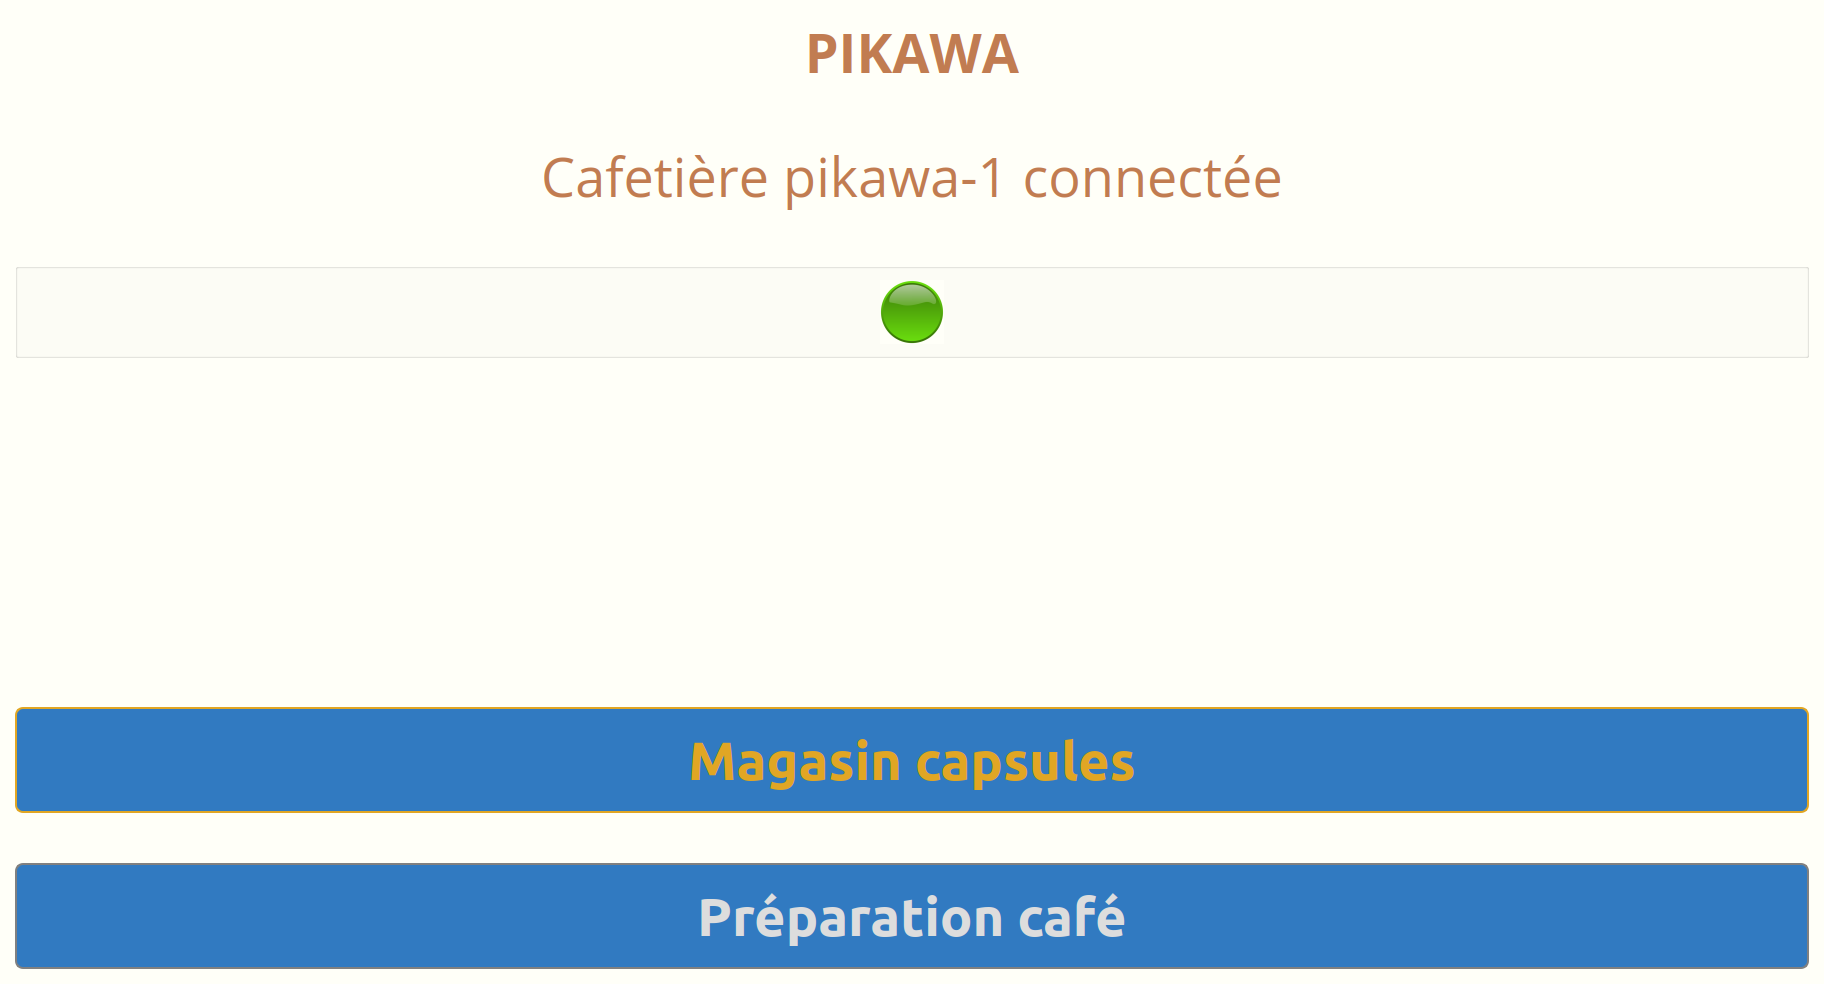 PIKAWA
Cafetière pikawa-1 connectée
Magasin capsules
Préparation café